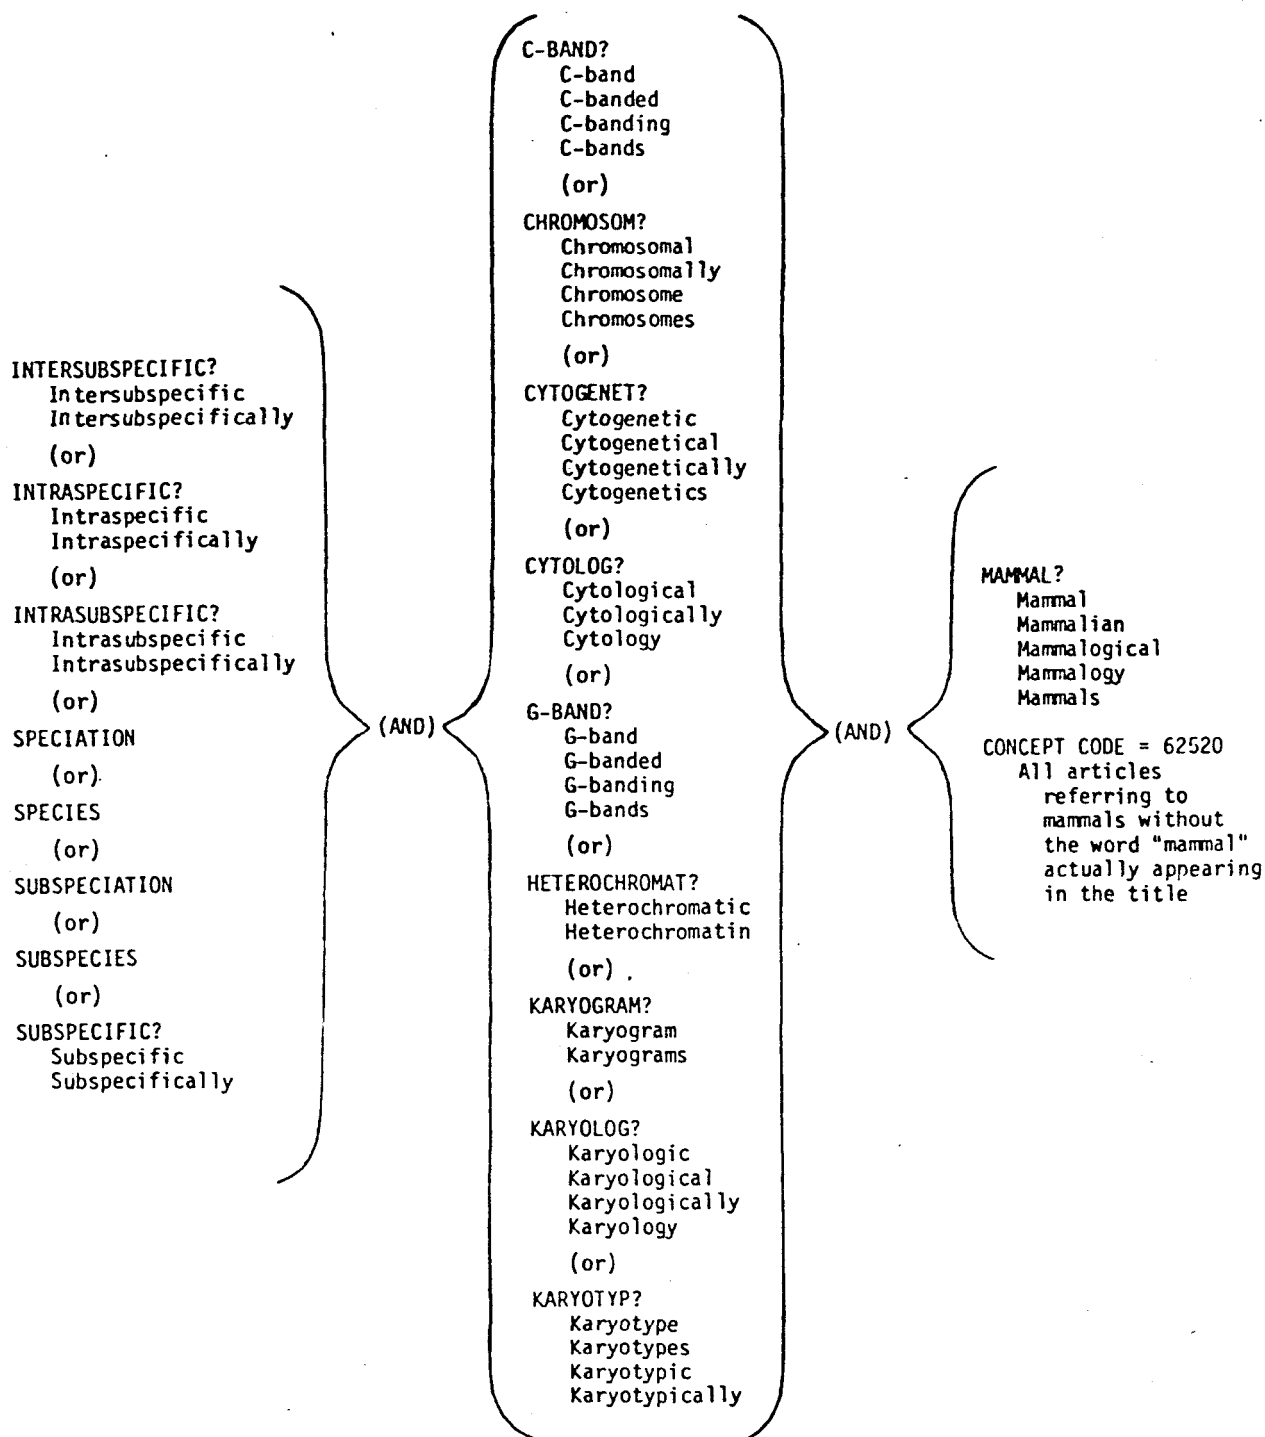 INTERSUBSPECIFIC?
Intersubspecific
Intersubspecifically
(or)
INTRASPECIFIC?
Intraspecific
Intraspecifically
(or)
INTRASUBSPECIFIC?
Intrasubspecific
Intrasubspecifically
(or)
SPECIATION
(or)
SPECIES
(or)
SUBSPECIATION
(or)
SUBSPECIES
(or)
SUBSPECIFIC?
Subspecific
Subspecifically
(AND)
C-BAND?
C-band
C-banded
C-banding
C-bands
(or)
CHROMOSOM?
Chromosomal
Chromosomally
Chromosome
Chromosomes
(or)
CYTOGENET?
Cytogenetic
Cytogenetical
Cytogenetically
Cytogenetics
(or)
CYTOLOG?
Cytological
Cytologically
Cytology
(or)
G-BAND?
G-band
G-banded
G-banding
G-bands
(or)
HETEROCHROMAT?
Heterochromatic
Heterochromatin
(or)
KARYOGRAM?
Karyogram
Karyograms
(or)
KARYOLOG?
Karyologic
Karyological
Karyologically
Karyology
(or)
KARYOTYP?
Karyotype
Karyotypes
Karyotypic
Karyotypically
(AND)
MAMMAL?
Mammal
Mammalian
Mammalogical
Mammalogy
Mammals
CONCEPT CODE = 62520
All articles
referring to
mammals without
the word "mammal"
actually appearing
in the title